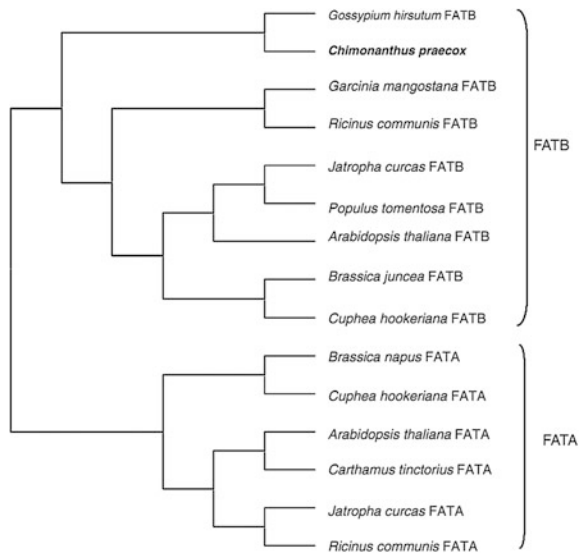 Gossypium hirsutum FATB
Chimonanthus praecox
Garcinia mangostana FATB
Ricinus communis FATB
FATB
Jatropha curcas FATB
Populus tomentosa FATB
Arabidopsis thaliana FATB
Brassica juncea FATB
Cuphea hookeriana FATB
Brassica napus FATA
Cuphea hookeriana FATA
Arabidopsis thaliana FATA
FATA
Carthamus tinctorius FATA
Jatropha curcas FATA
Ricinus communis FATA